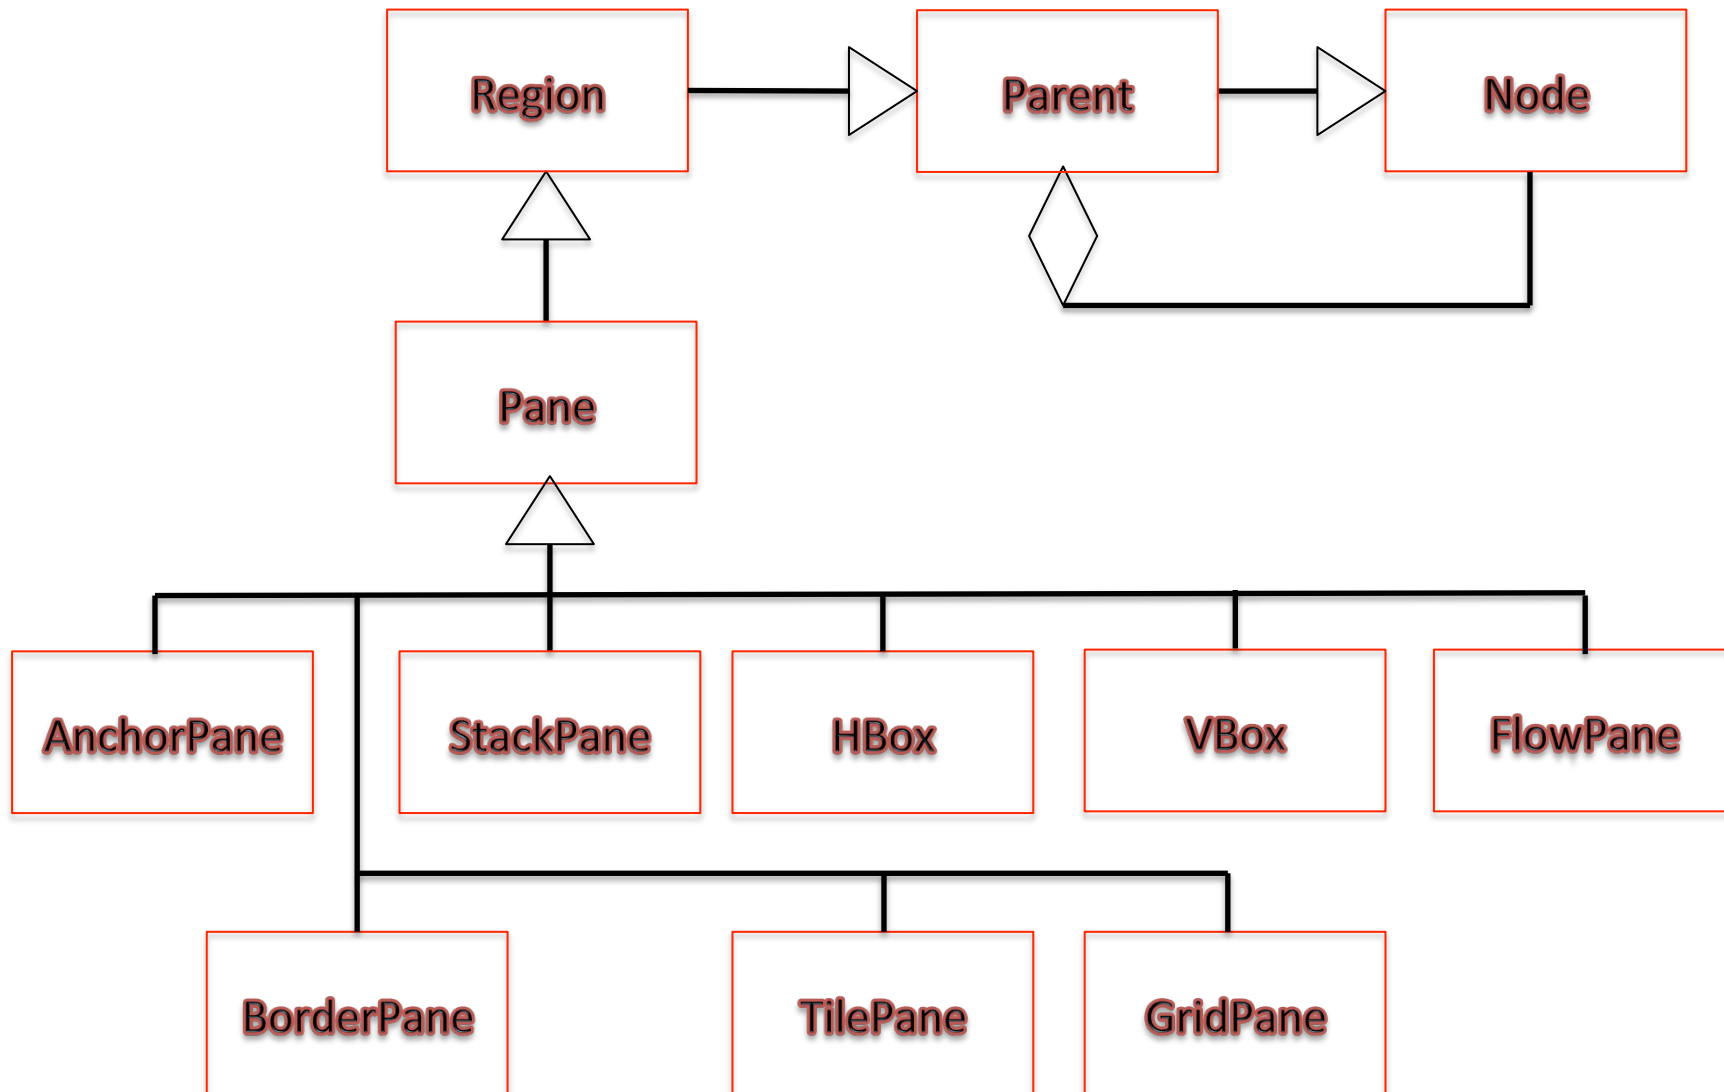 Region
Parent
Node
Pane
AnchorPane
StackPane
HBox
VBox
FlowPane
BorderPane
TilePane
GridPane